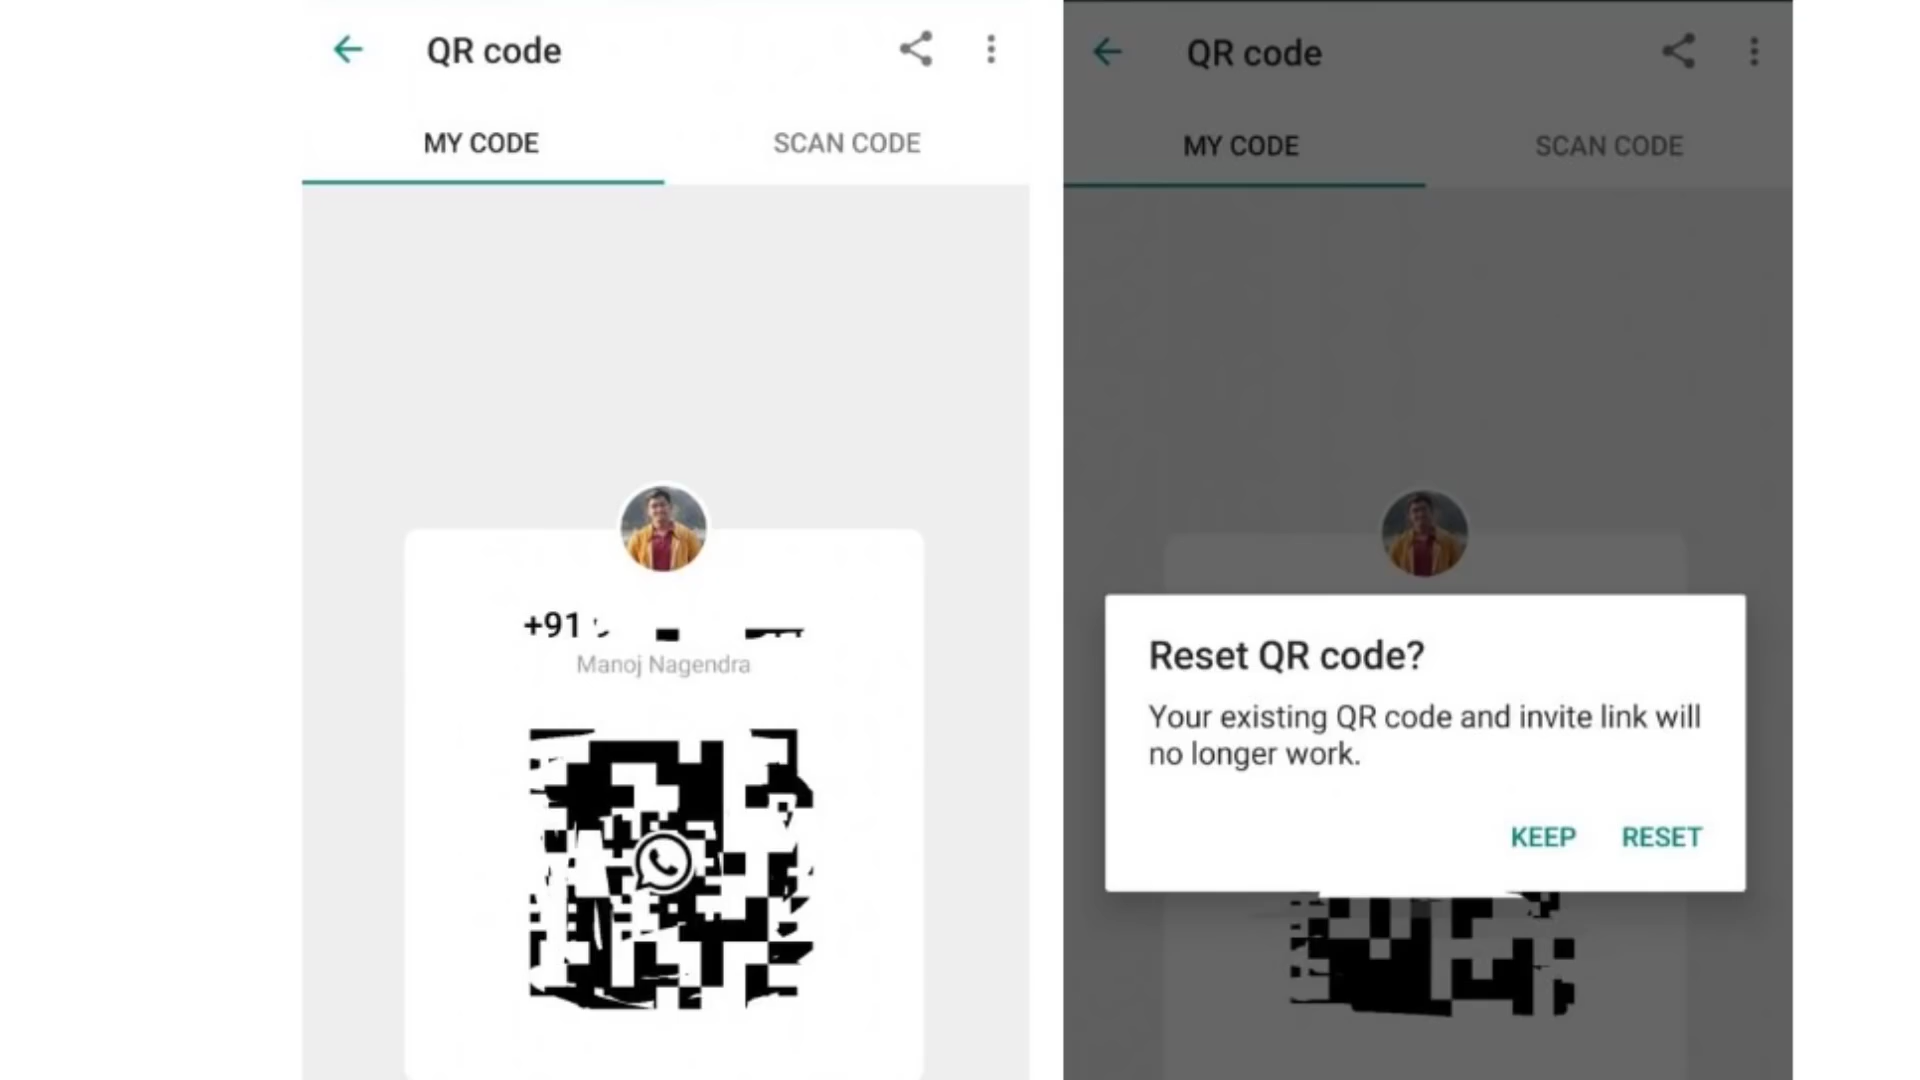 QR code
MY CODE
SCAN CODE
+91
Manoj Nagendra
QR code
MY CODE
SCAN CODE
Reset QR code?
Your existing QR code and invite link will
no longer work.
KEEP
RESET